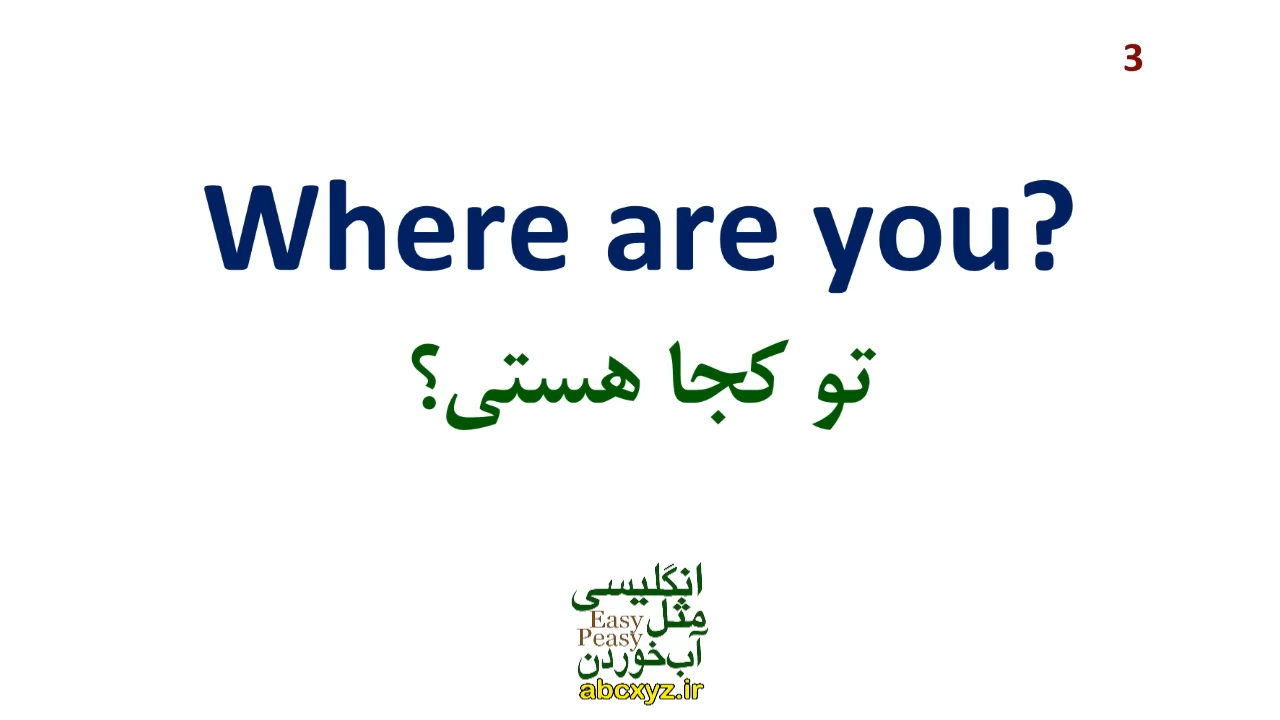 3
Where are you?
تو کجا هستی؟
انگلیسی
مثل
Easy
Peasy
آب‌خوردن
abcxyz.ir